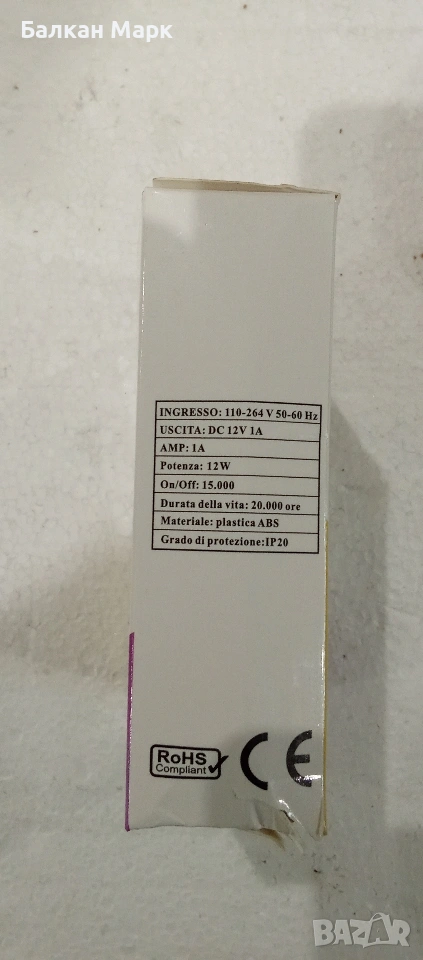 Балкан Марк
INGRESSO: 110-264 V 50-60 Hz
USCITA: DC 12V 1A
AMP: 1A
Potenza: 12W
On/Off: 15.000
Durata della vita: 20.000 ore
Materiale: plastica ABS
Grado di protezione:IP20
RoHS
Compliant
CE
BAZAR